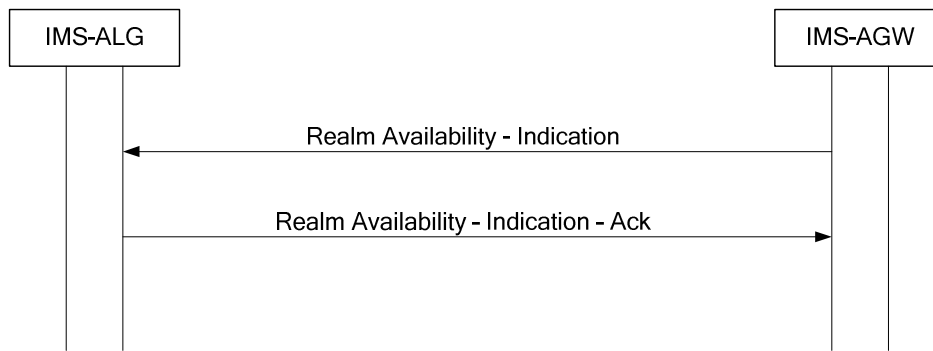 IMS-ALG
IMS-AGW
Realm Availability - Indication
Realm Availability - Indication - Ack